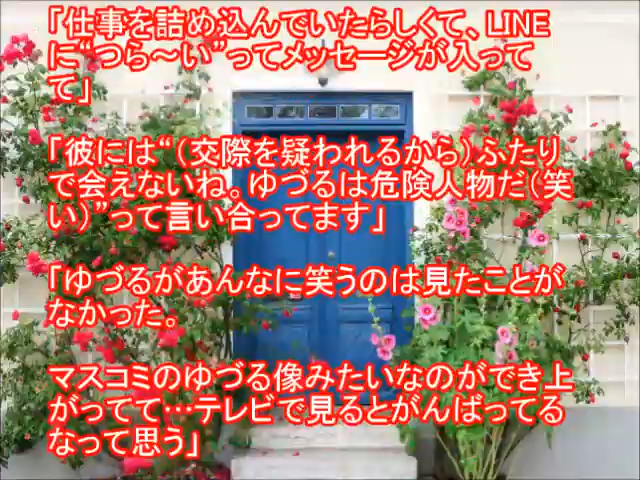 「仕事を詰め込んでいたらしくて、LINE
に“つら～い”ってメッセージが入って
て」
「彼には“（交際を疑われるから）ふたり
で会えないね。ゆづるは危険人物だ（笑
い）”って言い合ってます」
「ゆづるがあんなに笑うのは見たことが
なかった。
マスコミのゆづる像みたいなのができ上
がってて…テレビで見るとがんばってる
なって思う」